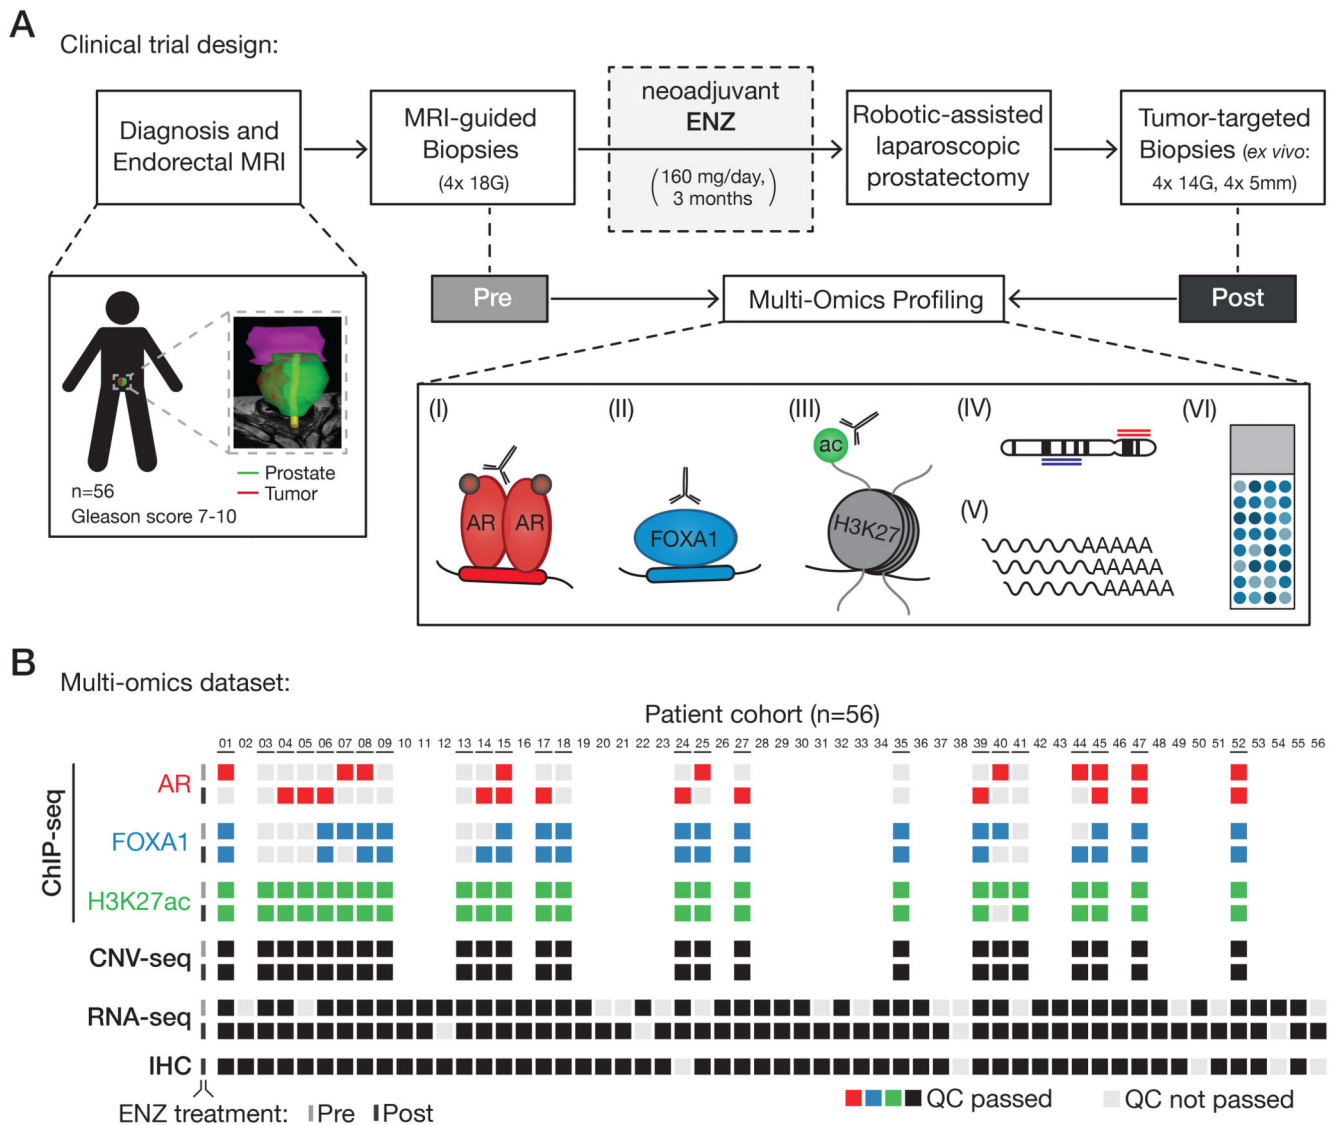 A
Clinical trial design:
Diagnosis and
Endorectal MRI
MRI-guided
Biopsies
(4x 18G)
neoadjuvant
ENZ
(160 mg/day,
3 months)
Robotic-assisted
laparoscopic
prostatectomy
Tumor-targeted
Biopsies (ex vivo:
4x 14G, 4x 5mm)
Pre
Multi-Omics Profiling
Post
n=56
Gleason score 7-10
Prostate
Tumor
(I)
(II)
(III)
(IV)
(V)
(VI)
AR
AR
FOXA1
ac
H3K27
AAAAA
AAAAA
AAAAA
B
Multi-omics dataset:
Patient cohort (n=56)
01 02 03 04 05 06 07 08 09 10 11 12 13 14 15 16 17 18 19 20 21 22 23 24 25 26 27 28 29 30 31 32 33 34 35 36 37 38 39 40 41 42 43 44 45 46 47 48 49 50 51 52 53 54 55 56
ChIP-seq
AR
FOXA1
H3K27ac
CNV-seq
RNA-seq
IHC
ENZ treatment: Pre Post
QC passed
QC not passed